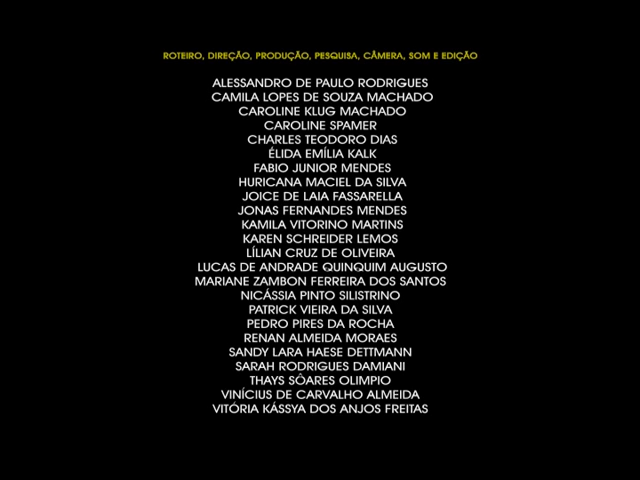 ROTEIRO, DIREÇÃO, PRODUÇÃO, PESQUISA, CÂMERA, SOM E EDIÇÃO
ALESSANDRO DE PAULO RODRIGUES
CAMILA LOPES DE SOUZA MACHADO
CAROLINE KLUG MACHADO
CAROLINE SPAMER
CHARLES TEODORO DIAS
ÉLIDA EMÍLIA KALK
FABIO JUNIOR MENDES
HURICANA MACIEL DA SILVA
JOICE DE LAIA FASSARELLA
JONAS FERNANDES MENDES
KAMILA VITORINO MARTINS
KAREN SCHREIDER LEMOS
LÍLIAN CRUZ DE OLIVEIRA
LUCAS DE ANDRADE QUINQUIM AUGUSTO
MARIANE ZAMBON FERREIRA DOS SANTOS
NICÁSSIA PINTO SILISTRINO
PATRICK VIEIRA DA SILVA
PEDRO PIRES DA ROCHA
RENAN ALMEIDA MORAES
SANDY LARA HAESE DETTMANN
SARAH RODRIGUES DAMIANI
THAYS SÔARES OLIMPIO
VINÍCIUS DE CARVALHO ALMEIDA
VITÓRIA KÁSSYA DOS ANJOS FREITAS